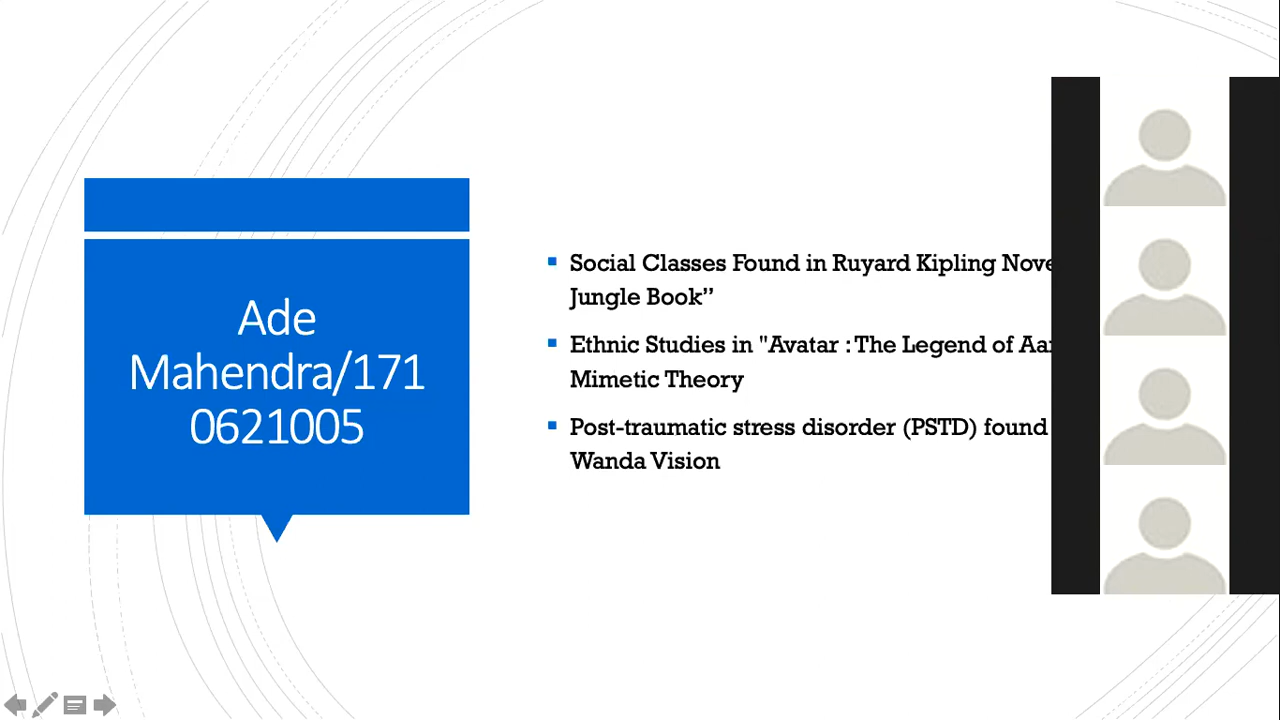 Ade
Mahendra/171
0621005
Social Classes Found in Ruyard Kipling
Jungle Book”
Ethnic Studies in "Avatar : The Legend of
Mimetic Theory
Post-traumatic stress disorder (PSTD) found
Wanda Vision